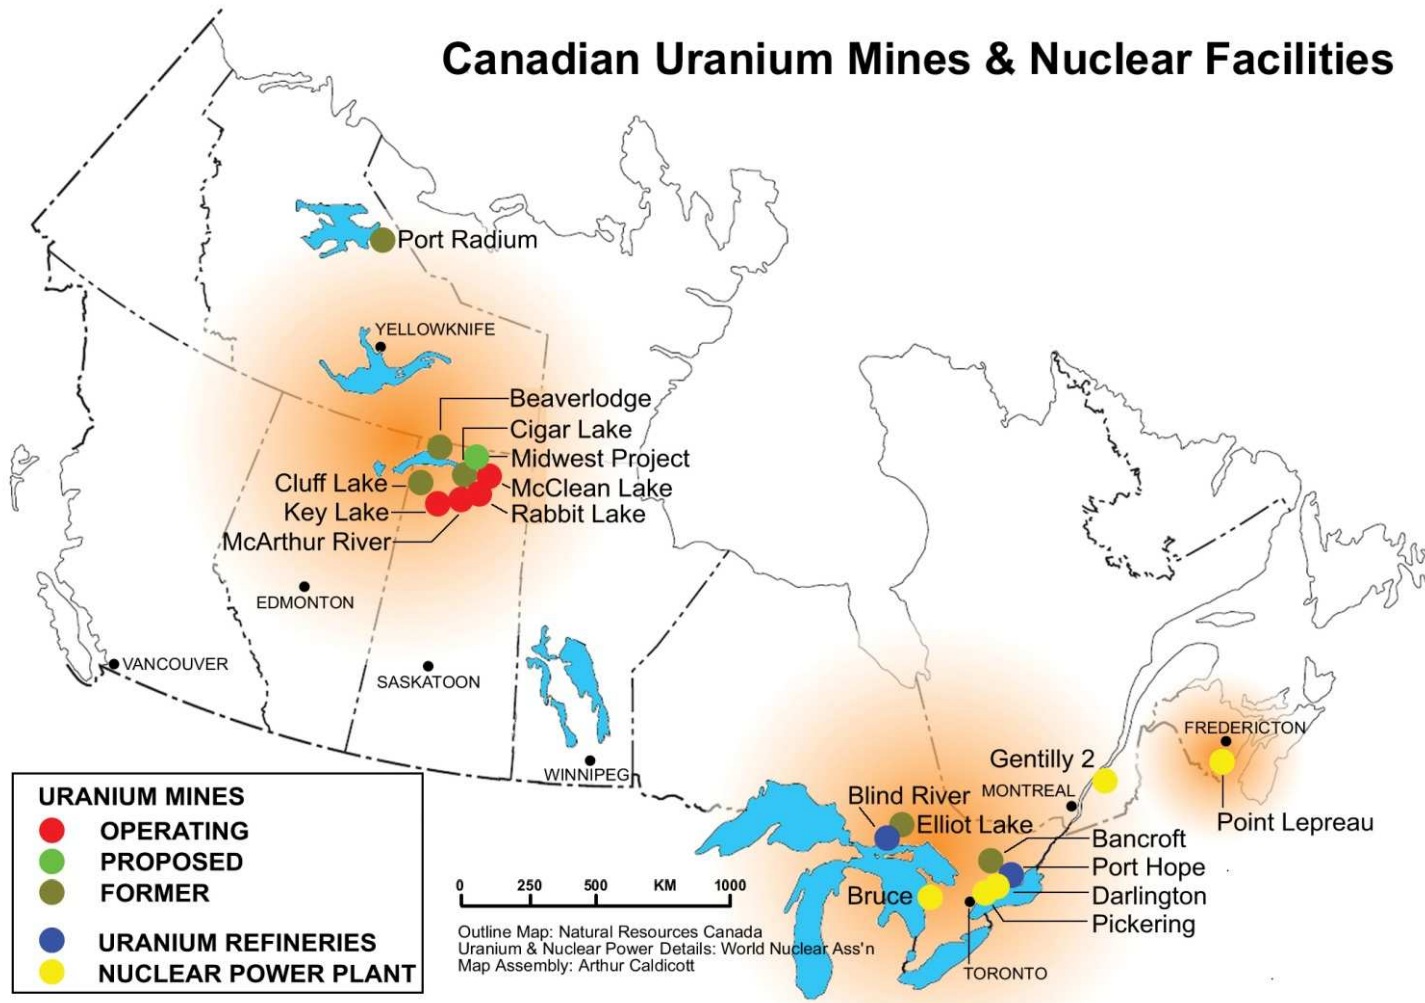 Canadian Uranium Mines & Nuclear Facilities
Port Radium
YELLOWKNIFE
Beaverlodge
Cigar Lake
Midwest Project
Cluff Lake
McClean Lake
Key Lake
Rabbit Lake
McArthur River
EDMONTON
VANCOUVER
SASKATOON
WINNIPEG
FREDERICTON
Gentilly 2
MONTREAL
Blind River
Elliot Lake
Point Lepreau
Bancroft
Port Hope
Bruce
Darlington
Pickering
TORONTO
URANIUM MINES
OPERATING
PROPOSED
FORMER
URANIUM REFINERIES
NUCLEAR POWER PLANT
0 250 500 KM 1000
Outline Map: Natural Resources Canada
Uranium & Nuclear Power Details: World Nuclear Ass'n
Map Assembly: Arthur Caldicott